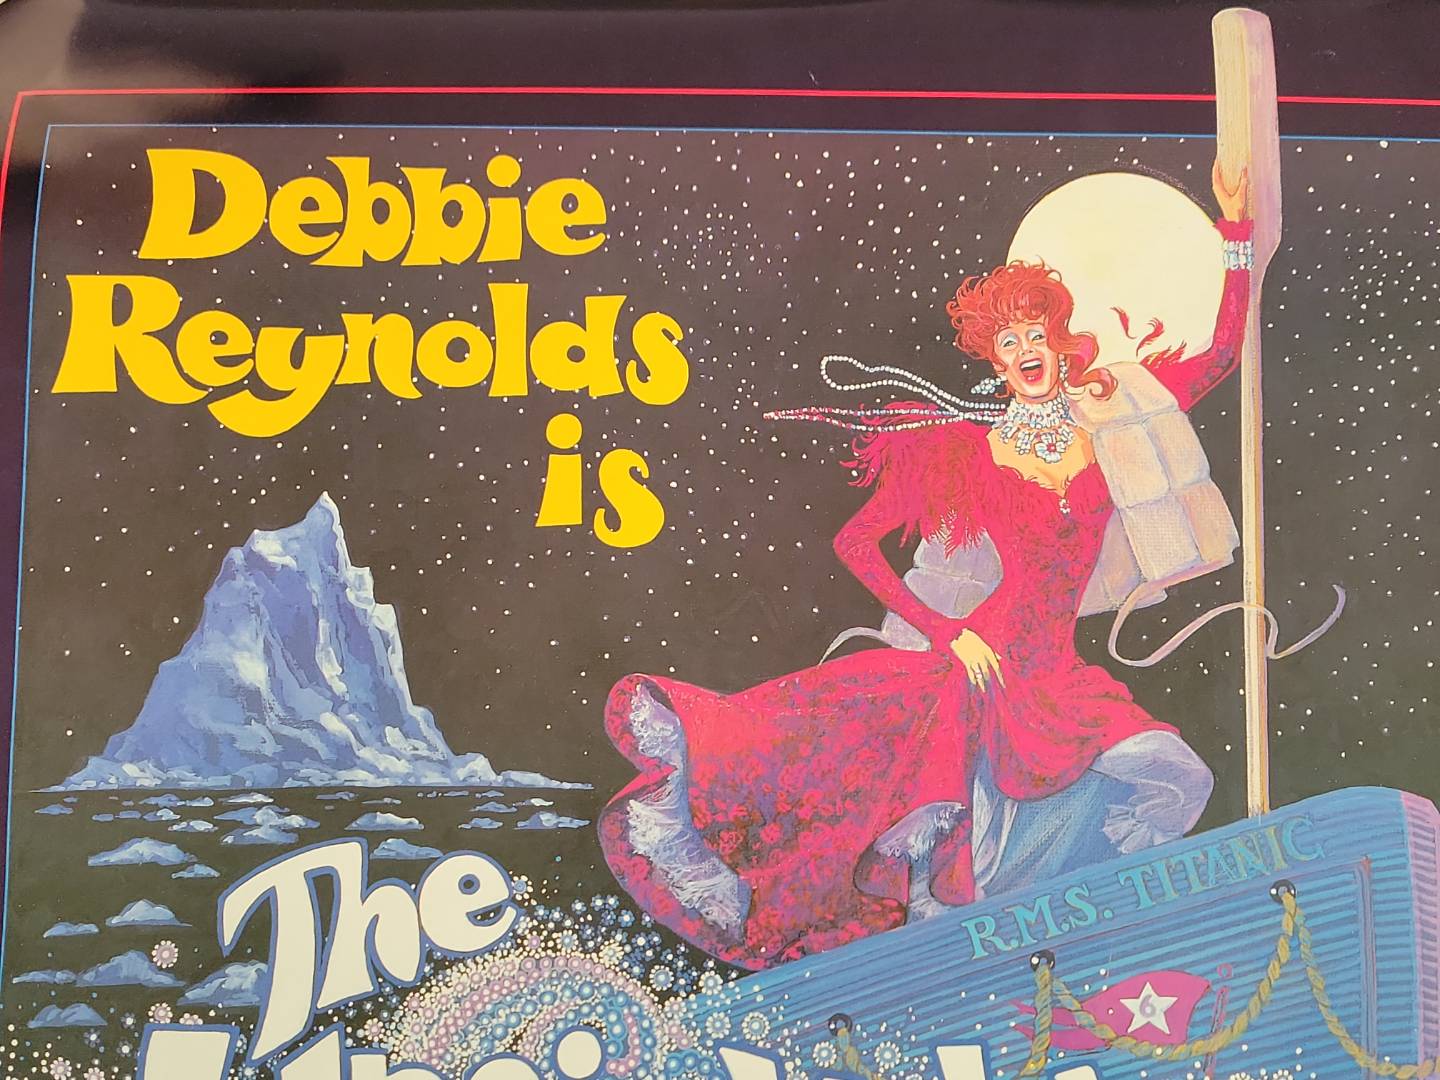 Debbie
Reynolds
is
The
R.M.S. TITANIC
6